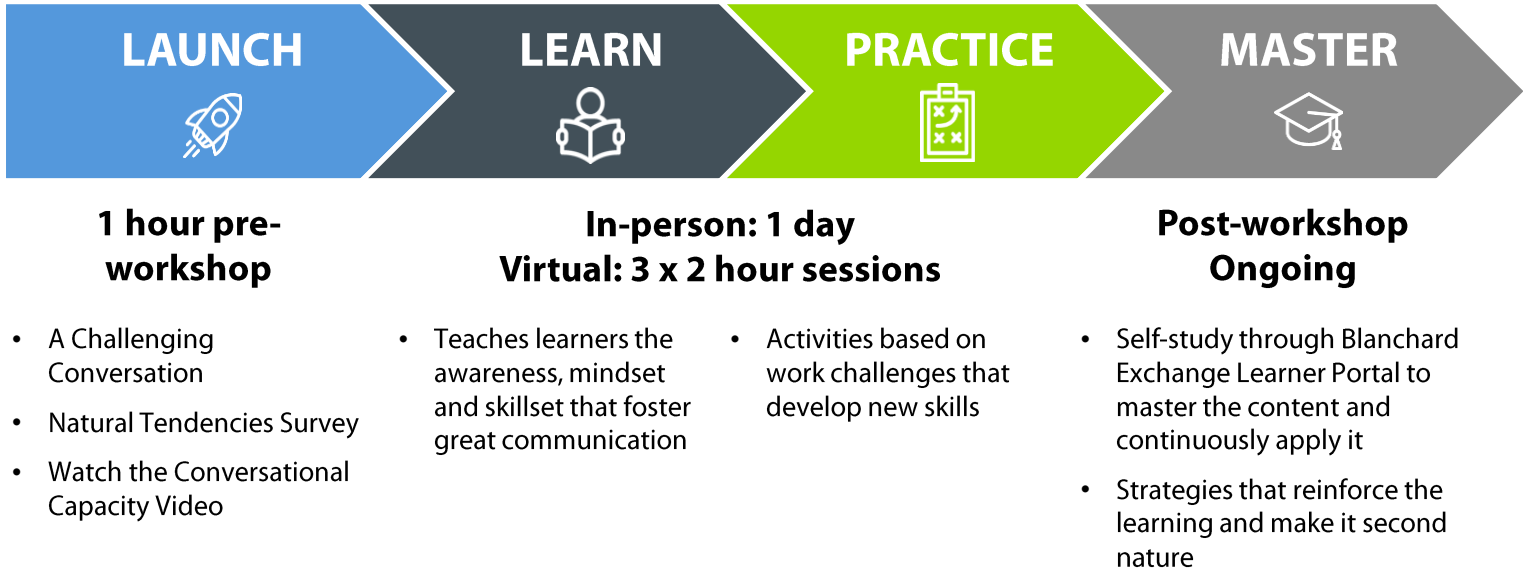 LAUNCH
LEARN
PRACTICE
MASTER
1 hour pre-
workshop
In-person: 1 day
Virtual: 3 x 2 hour sessions
Post-workshop
Ongoing
• A Challenging
Conversation
• Natural Tendencies Survey
• Watch the Conversational
Capacity Video
• Teaches learners the
awareness, mindset
and skillset that foster
great communication
• Activities based on
work challenges that
develop new skills
• Self-study through Blanchard
Exchange Learner Portal to
master the content and
continuously apply it
• Strategies that reinforce the
learning and make it second
nature